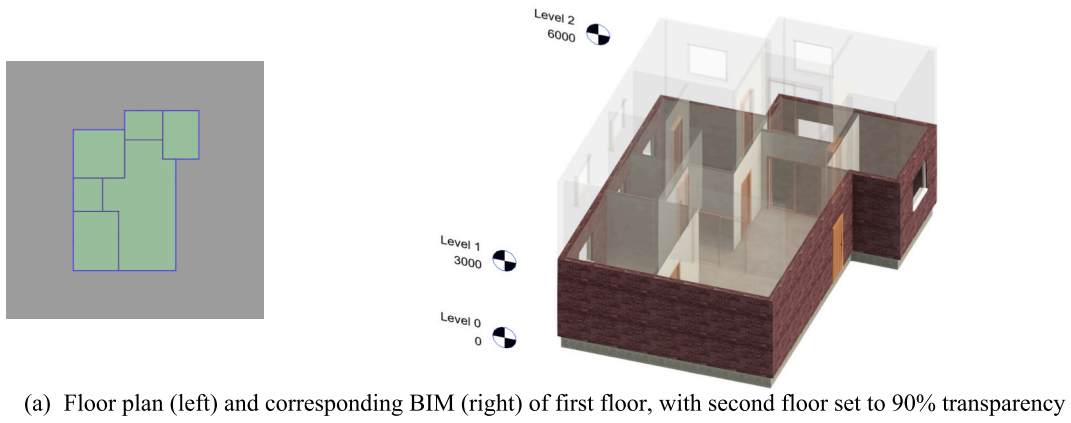 Level 2
6000
Level 1
3000
Level 0
0
(a) Floor plan (left) and corresponding BIM (right) of first floor, with second floor set to 90% transparency